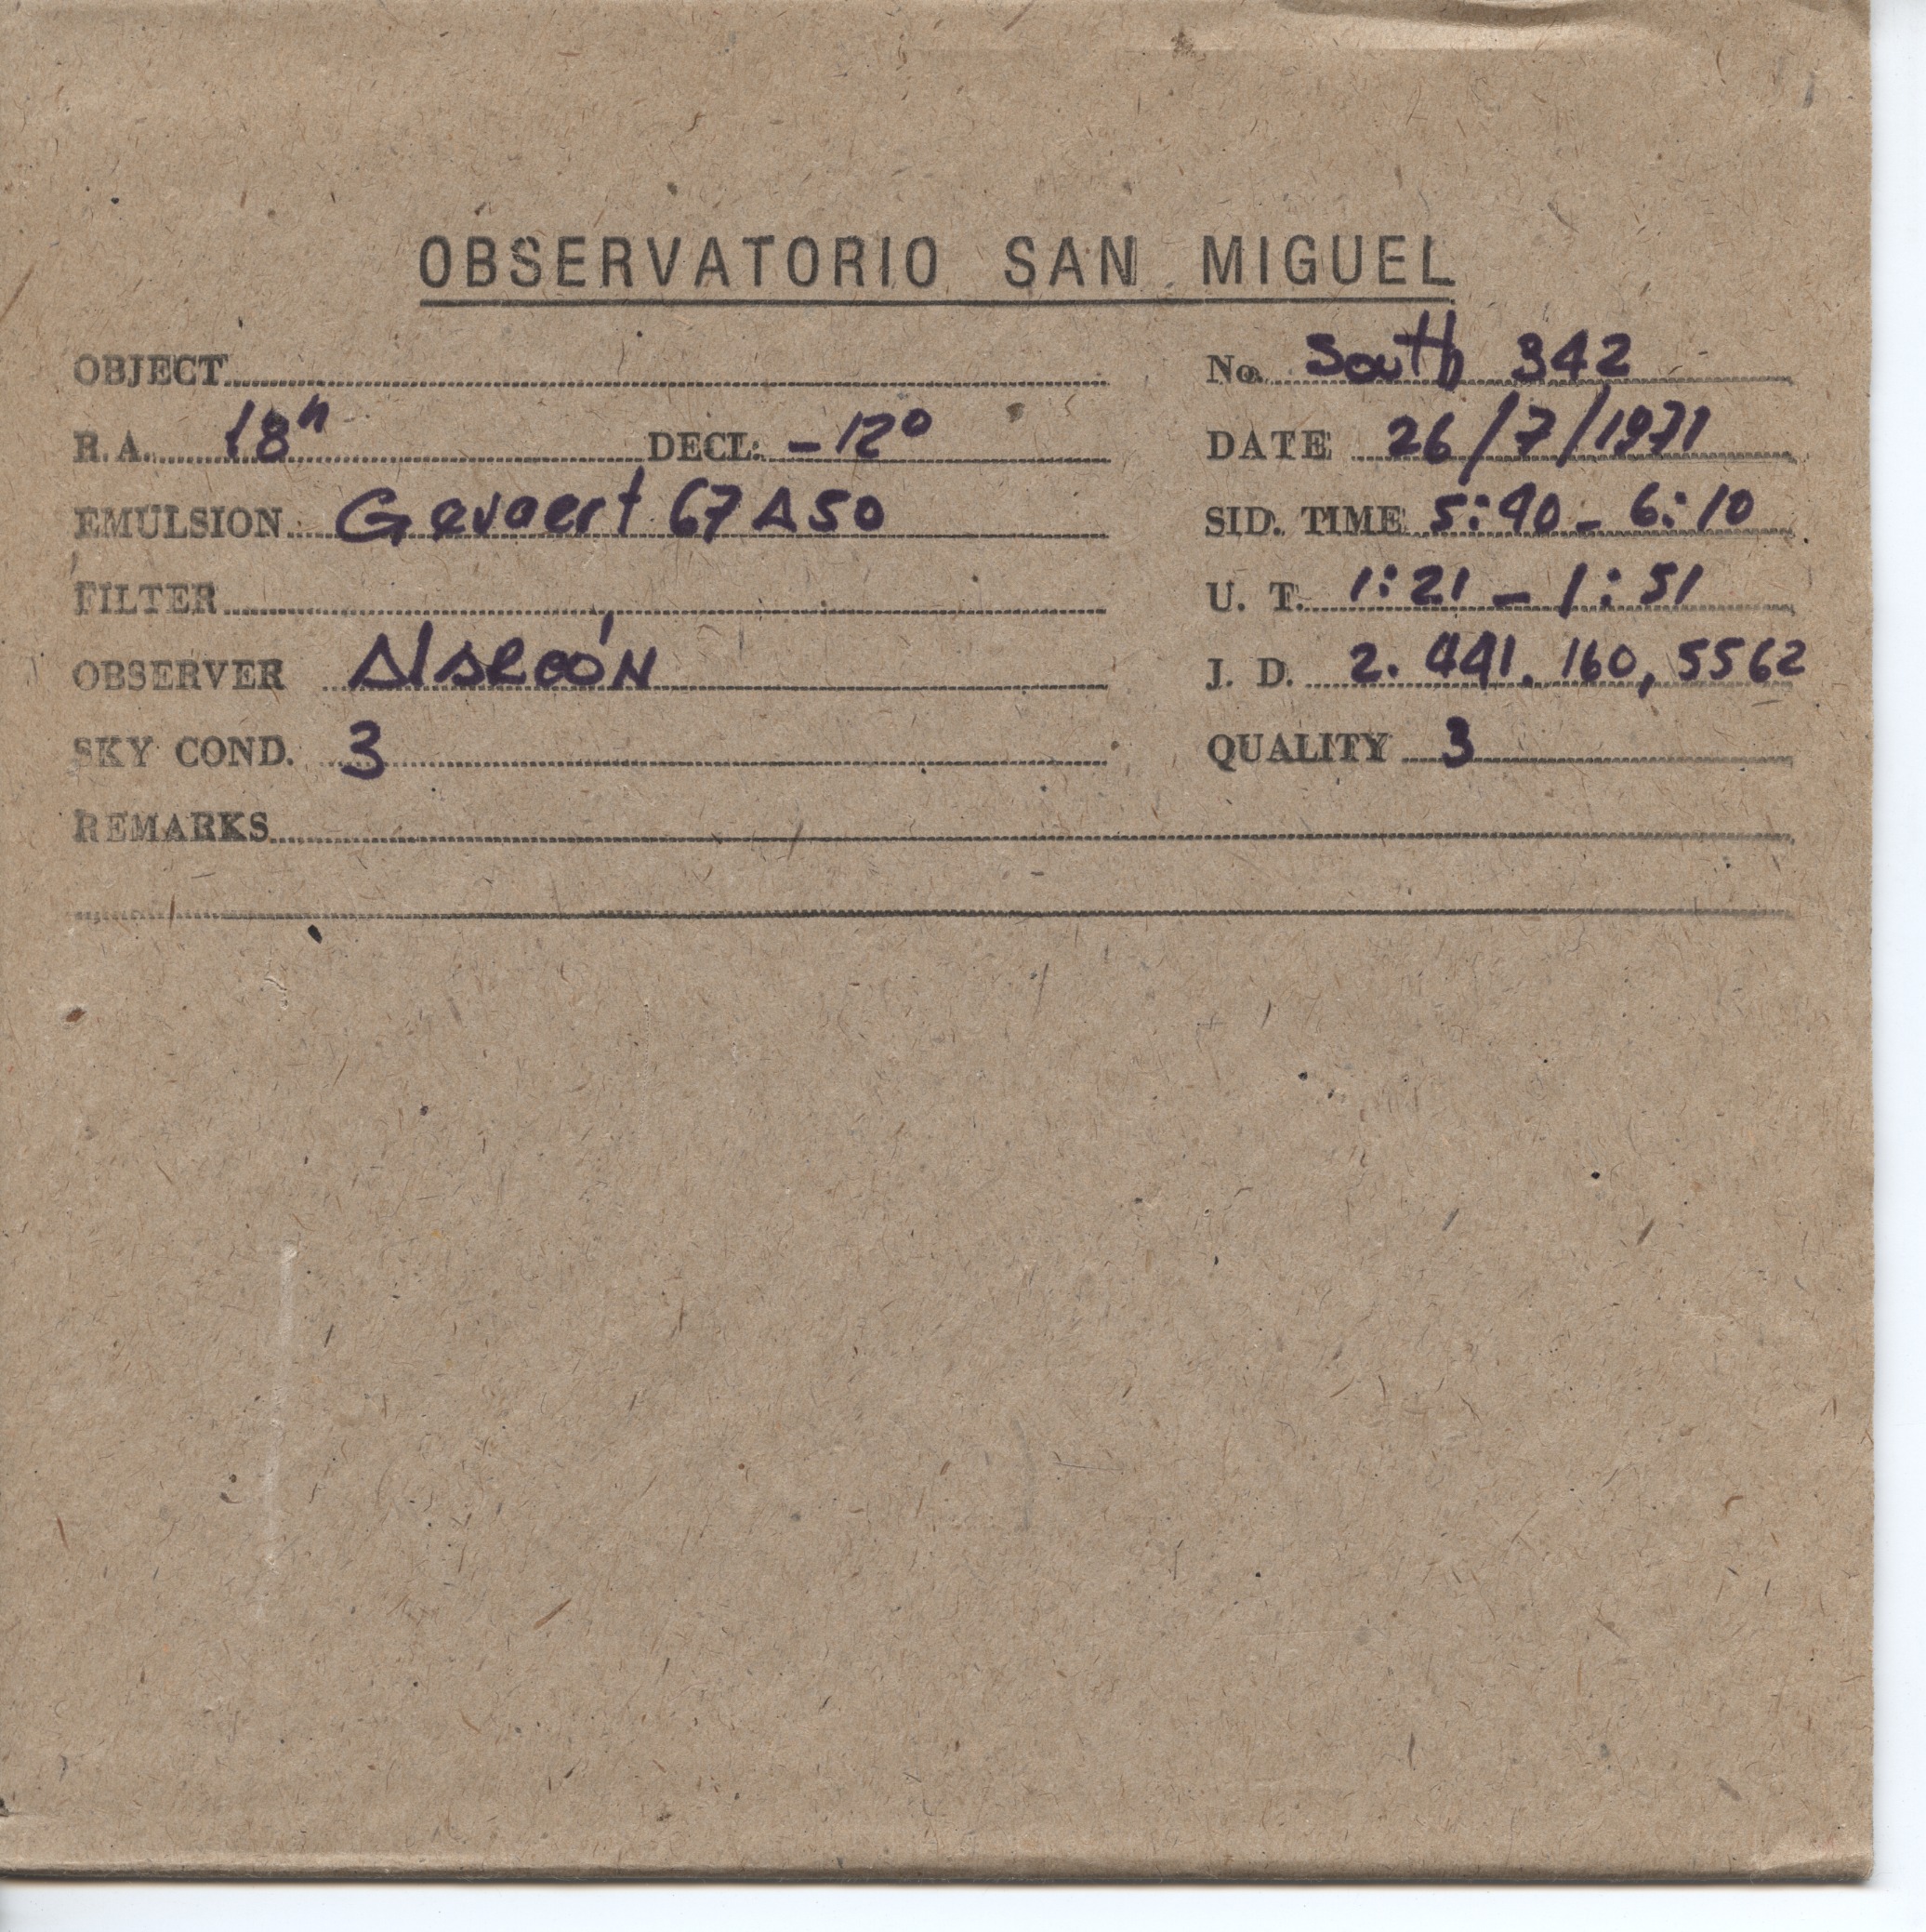 OBSERVATORIO SAN MIGUEL
OBJECT
No. South 342
R.A. 18h DECL: -12°
DATE 26/7/1971
EMULSION Gevaert 67A50
SID. TIME 5:40 - 6:10
FILTER
U. T. 1:21 - 1:51
OBSERVER Alarcón
J. D. 2.441.160,5562
SKY COND. 3
QUALITY 3
REMARKS